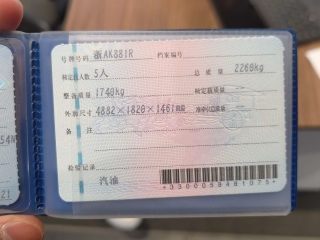 号牌号码 浙AK881R 档案编号
核定载人数 5人 总质量 2260kg
整备质量 1740kg 核定载质量 --
外廓尺寸 4882×1820×1461mm 准牵引总质量 --
备注
检验记录
汽油